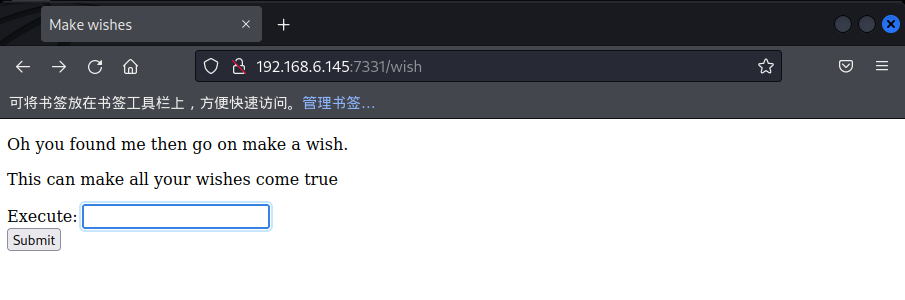 Make wishes
192.168.6.145:7331/wish
可将书签放在书签工具栏上，方便快速访问。管理书签…
Oh you found me then go on make a wish.
This can make all your wishes come true
Execute:
Submit